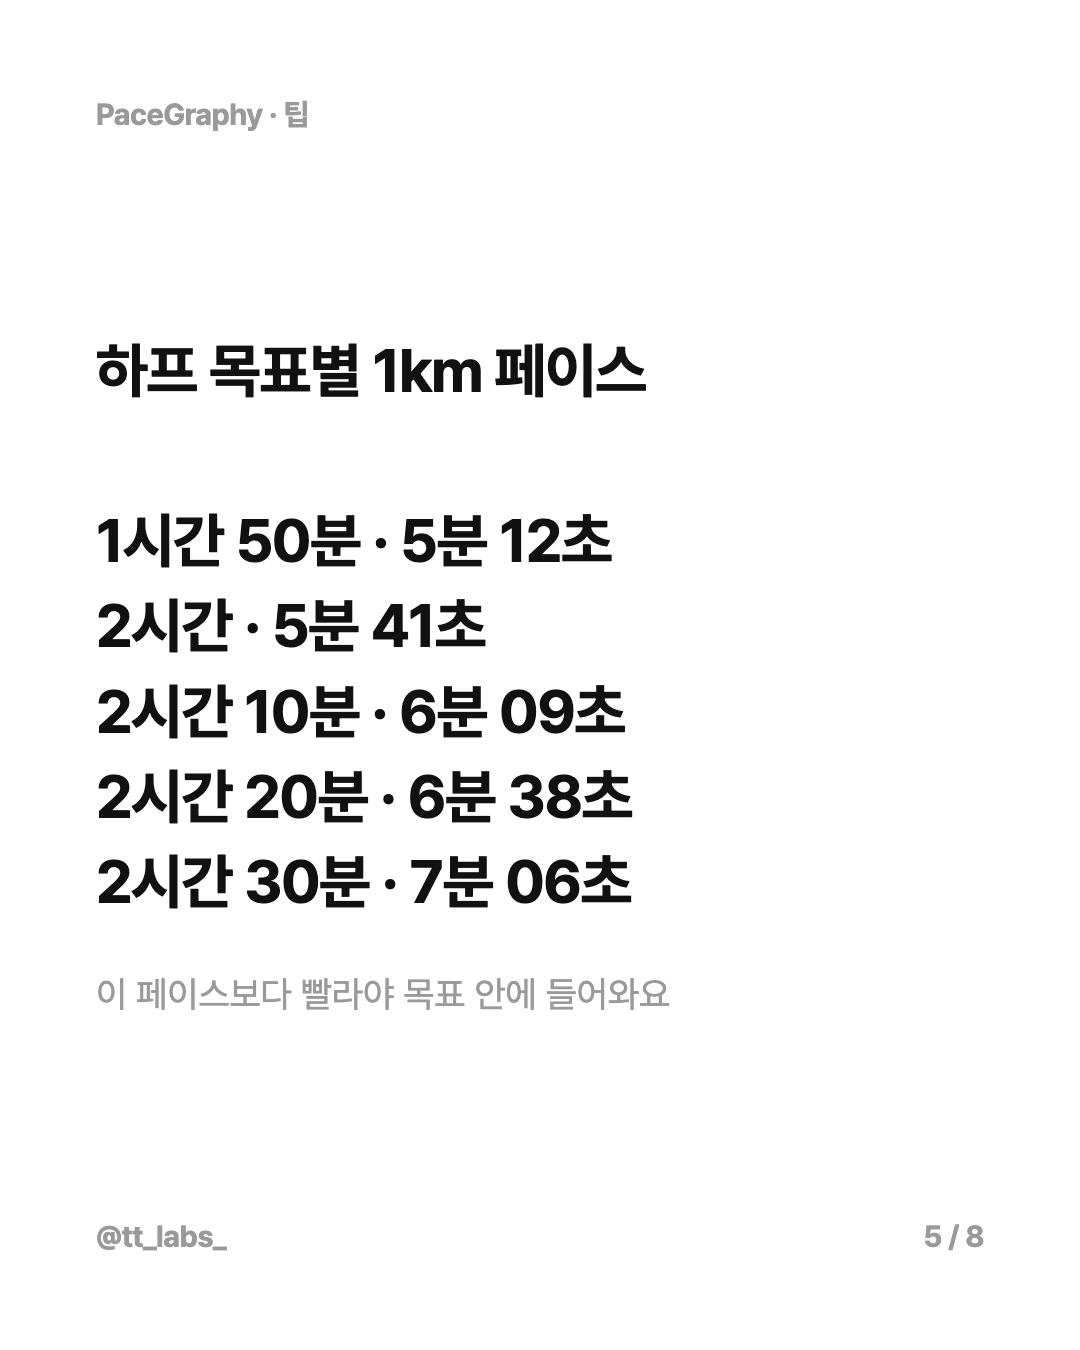 PaceGraphy · 팁
하프 목표별 1km 페이스
1시간 50분 · 5분 12초
2시간 · 5분 41초
2시간 10분 · 6분 09초
2시간 20분 · 6분 38초
2시간 30분 · 7분 06초
이 페이스보다 빨라야 목표 안에 들어와요
@tt_labs_
5 / 8